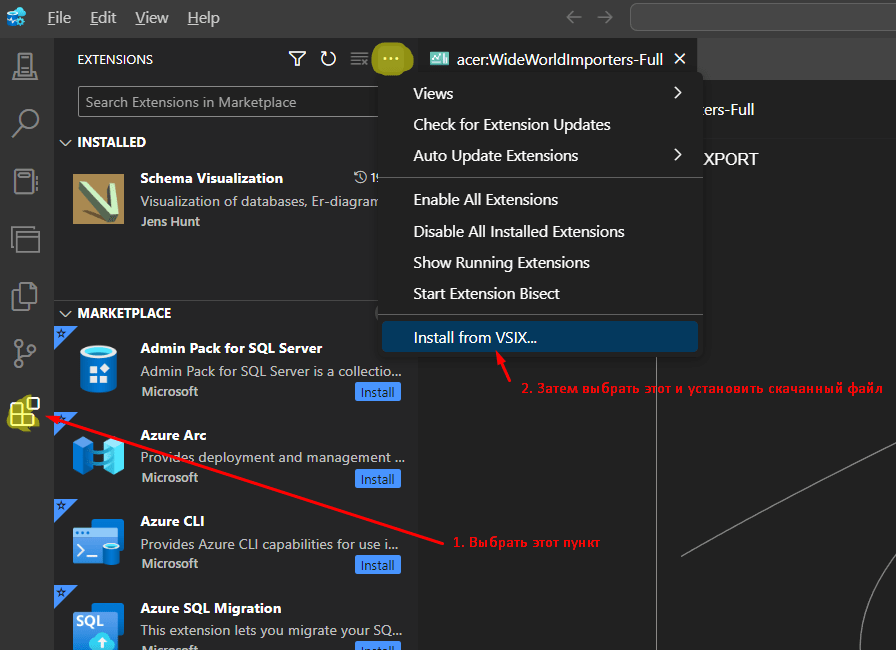 File Edit View Help
EXTENSIONS
acer:WideWorldImporters-Full
Search Extensions in Marketplace
Views
ters-Full
Check for Extension Updates
INSTALLED
Auto Update Extensions
XPORT
Schema Visualization
Visualization of databases, Er-diagram
Jens Hunt
Enable All Extensions
Disable All Installed Extensions
Show Running Extensions
Start Extension Bisect
MARKETPLACE
Install from VSIX...
Admin Pack for SQL Server
Admin Pack for SQL Server is a collectio...
Microsoft
Install
2. Затем выбрать этот и установить скачанный файл
Azure Arc
Provides deployment and management ...
Microsoft
Install
Azure CLI
Provides Azure CLI capabilities for use i...
Microsoft
Install
1. Выбрать этот пункт
Azure SQL Migration
SQL
This extension lets you migrate your SQ...
Microsoft
Install